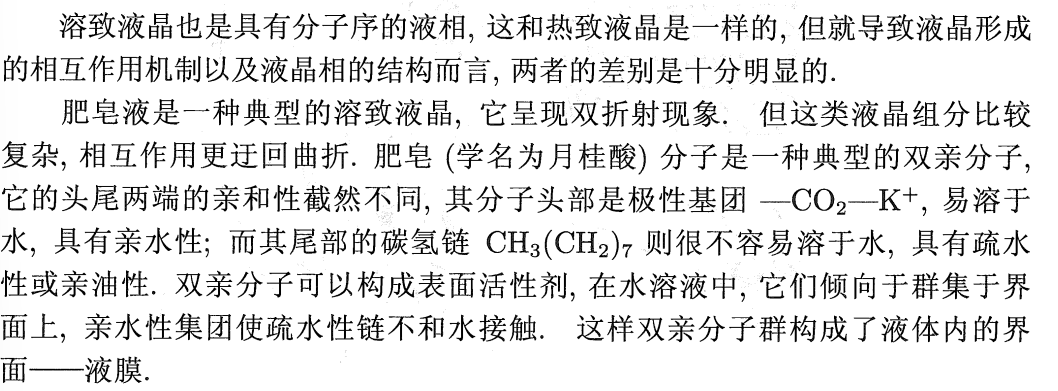 溶致液晶也是具有分子序的液相, 这和热致液晶是一样的, 但就导致液晶形成
的相互作用机制以及液晶相的结构而言, 两者的差别是十分明显的.
肥皂液是一种典型的溶致液晶, 它呈现双折射现象. 但这类液晶组分比较
复杂, 相互作用更迂回曲折. 肥皂 (学名为月桂酸) 分子是一种典型的双亲分子,
它的头尾两端的亲和性截然不同, 其分子头部是极性基团 —CO₂—K⁺, 易溶于
水, 具有亲水性; 而其尾部的碳氢链 CH₃(CH₂)₇ 则很不容易溶于水, 具有疏水
性或亲油性. 双亲分子可以构成表面活性剂, 在水溶液中, 它们倾向于群集于界
面上, 亲水性集团使疏水性链不和水接触. 这样双亲分子群构成了液体内的界
面——液膜.